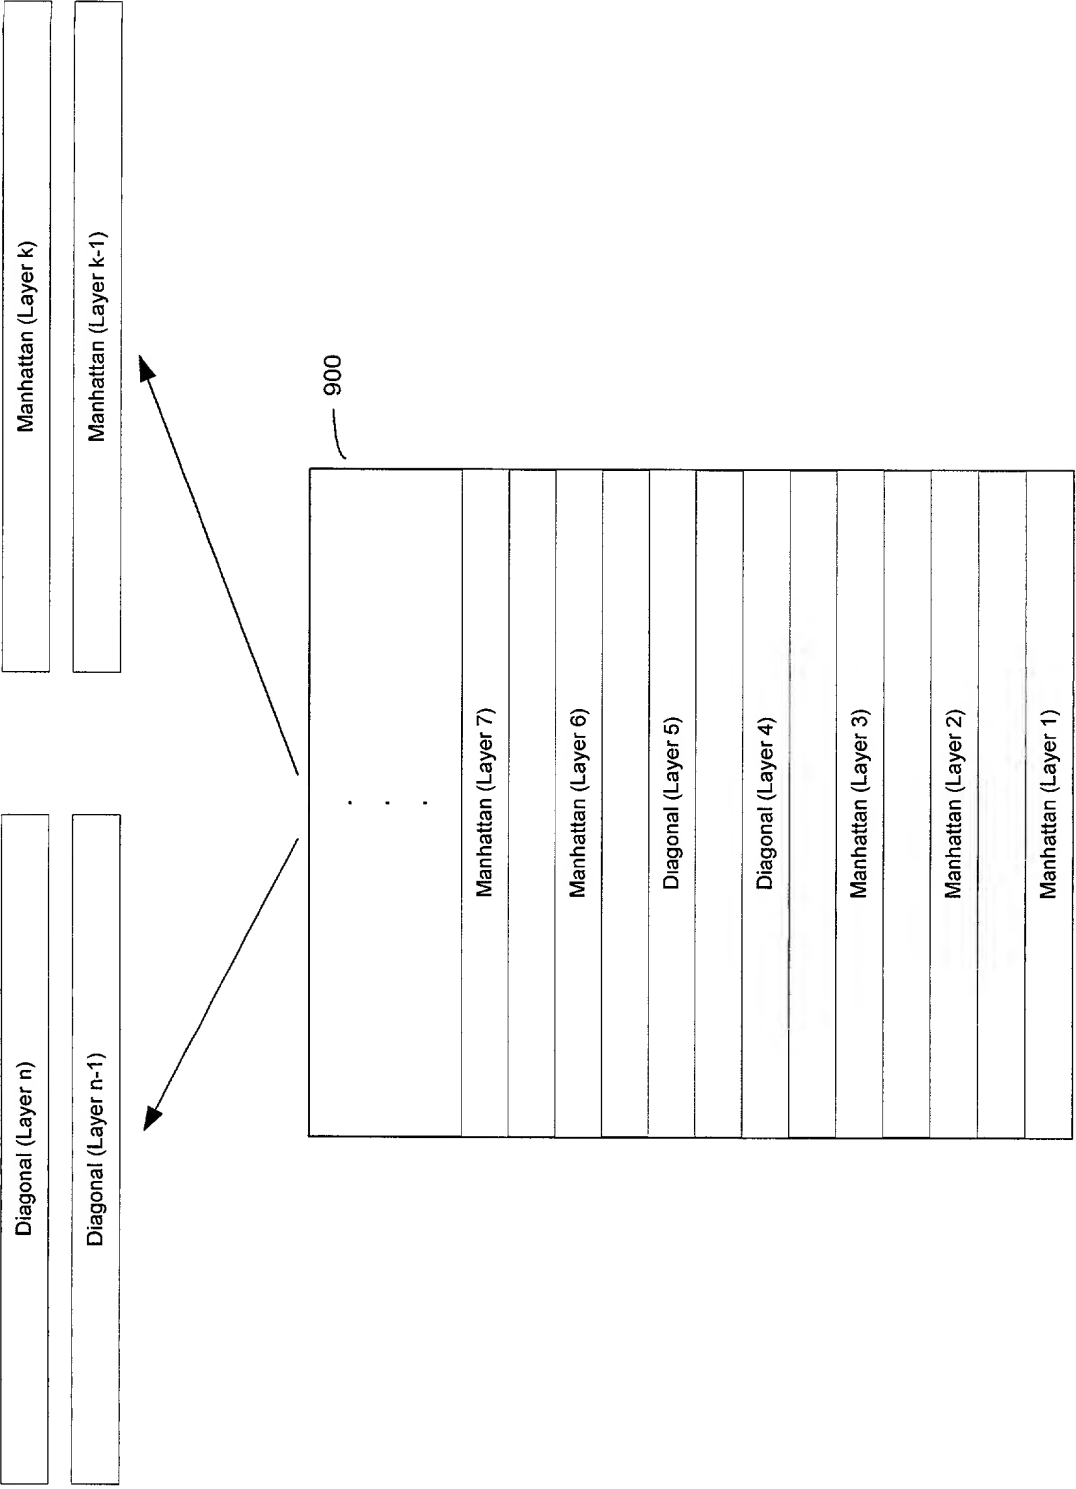 Diagonal (Layer n)
Manhattan (Layer k)
Diagonal (Layer n-1)
Manhattan (Layer k-1)
900
. . .
Manhattan (Layer 7)
Manhattan (Layer 6)
Diagonal (Layer 5)
Diagonal (Layer 4)
Manhattan (Layer 3)
Manhattan (Layer 2)
Manhattan (Layer 1)